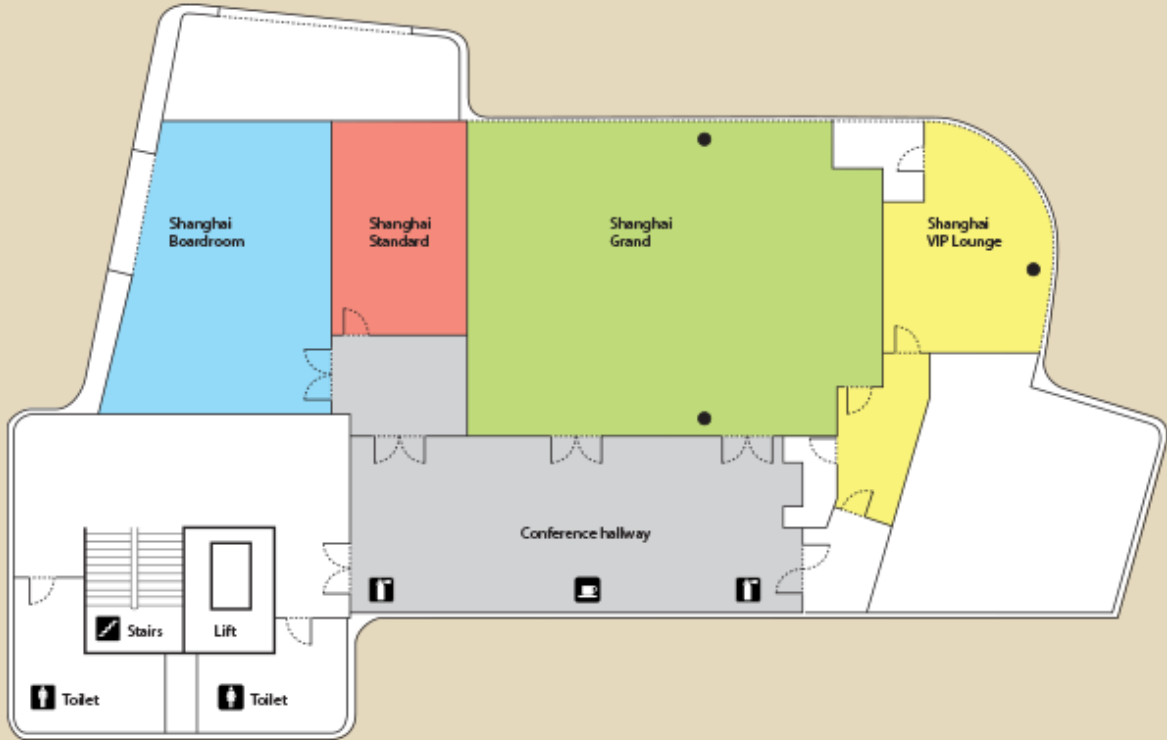 Shanghai
Boardroom
Shanghai
Standard
Shanghai
Grand
Shanghai
VIP Lounge
Conference hallway
Stairs
Lift
Toilet
Toilet